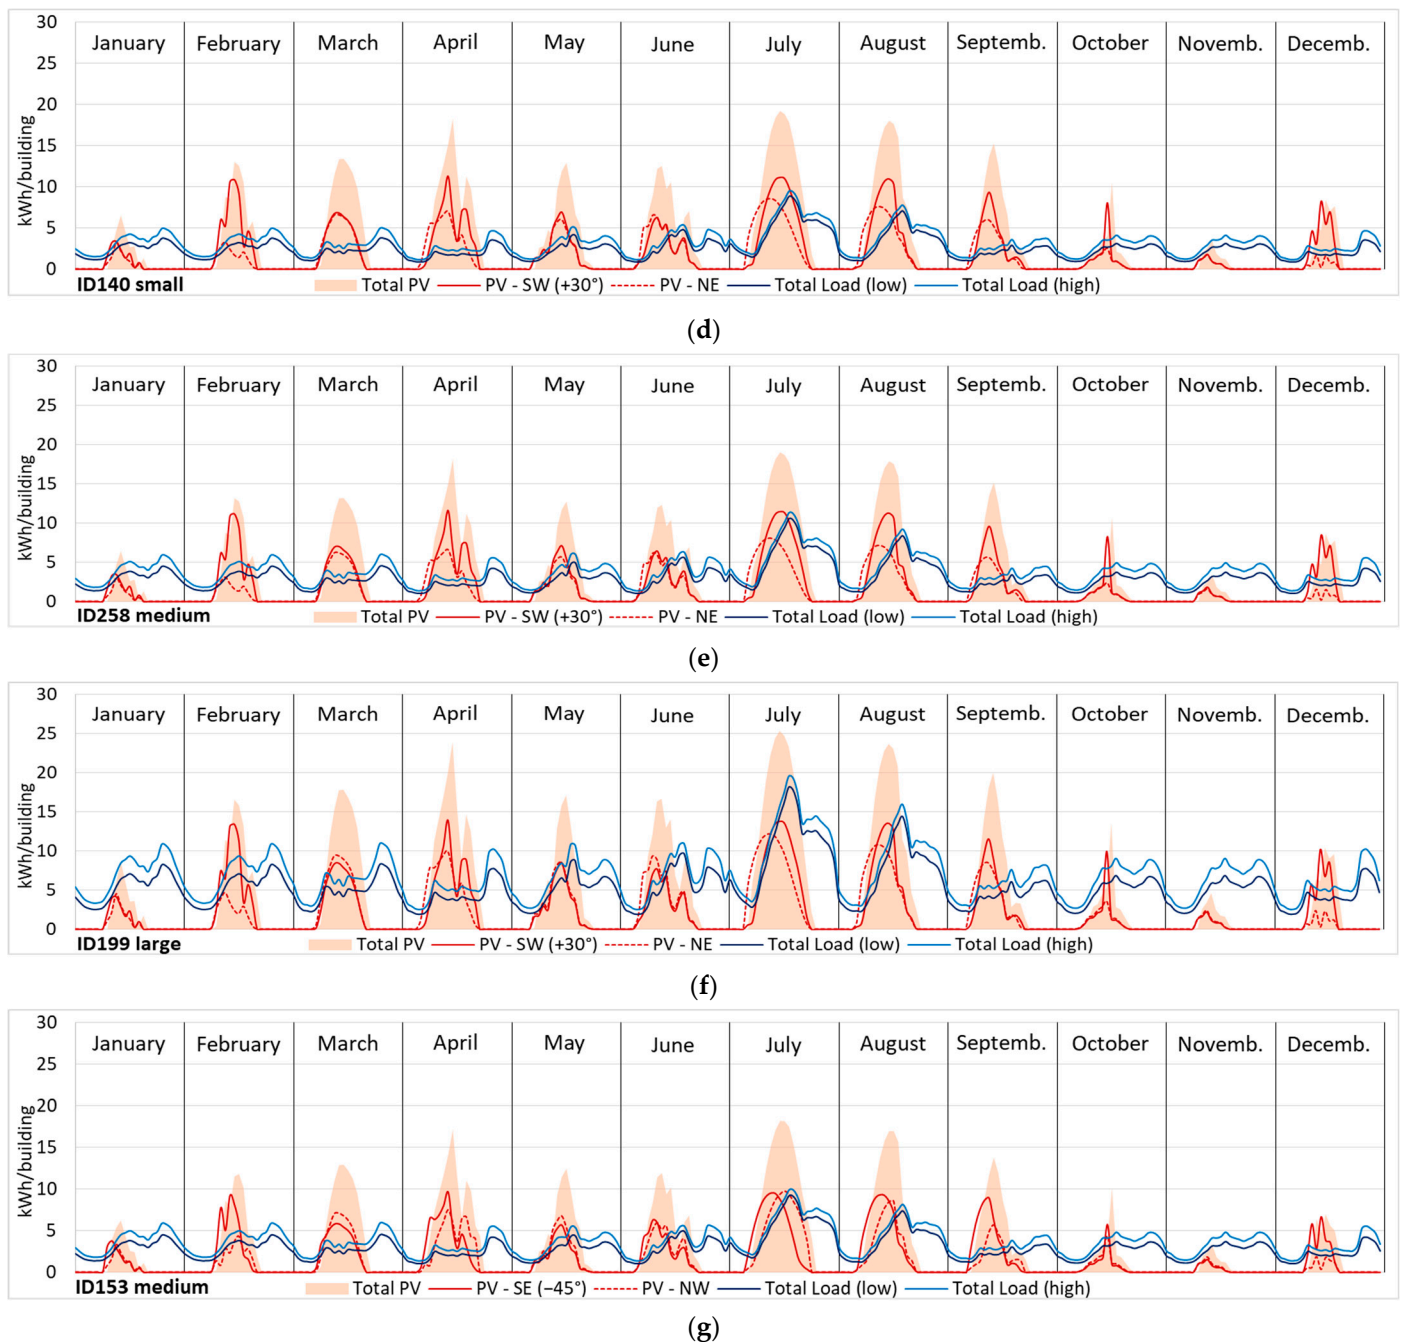 30
January February March April May June July August Septemb. October Novemb. Decemb.
25
20
15
10
5
0
kWh/building
ID140 small
Total PV PV - SW (+30°) PV - NE Total Load (low) Total Load (high)
(d)
30
January February March April May June July August Septemb. October Novemb. Decemb.
25
20
15
10
5
0
kWh/building
ID258 medium
Total PV PV - SW (+30°) PV - NE Total Load (low) Total Load (high)
(e)
30
January February March April May June July August Septemb. October Novemb. Decemb.
25
20
15
10
5
0
kWh/building
ID199 large
Total PV PV - SW (+30°) PV - NE Total Load (low) Total Load (high)
(f)
30
January February March April May June July August Septemb. October Novemb. Decemb.
25
20
15
10
5
0
kWh/building
ID153 medium
Total PV PV - SE (−45°) PV - NW Total Load (low) Total Load (high)
(g)